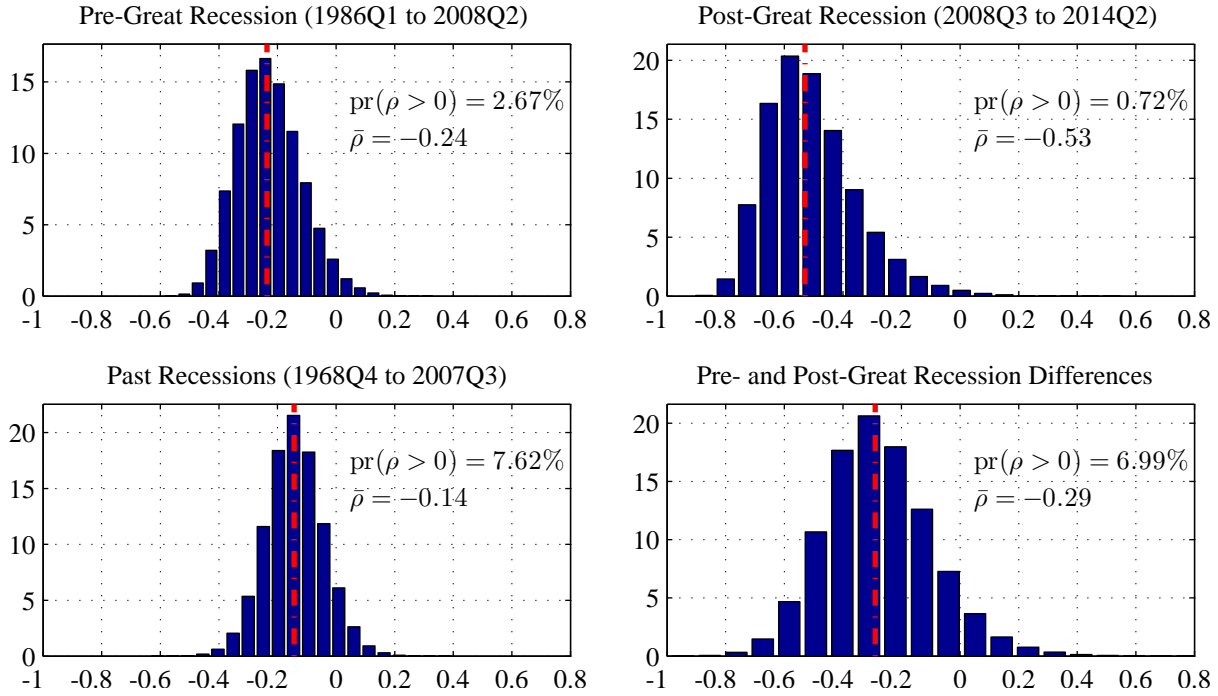 Pre-Great Recession (1986Q1 to 2008Q2)
15
10
5
0
pr(ρ > 0) = 2.67%
ρ̄ = −0.24
-1 -0.8 -0.6 -0.4 -0.2 0 0.2 0.4 0.6 0.8
Post-Great Recession (2008Q3 to 2014Q2)
20
15
10
5
0
pr(ρ > 0) = 0.72%
ρ̄ = −0.53
-1 -0.8 -0.6 -0.4 -0.2 0 0.2 0.4 0.6 0.8
Past Recessions (1968Q4 to 2007Q3)
20
15
10
5
0
pr(ρ > 0) = 7.62%
ρ̄ = −0.14
-1 -0.8 -0.6 -0.4 -0.2 0 0.2 0.4 0.6 0.8
Pre- and Post-Great Recession Differences
20
15
10
5
0
pr(ρ > 0) = 6.99%
ρ̄ = −0.29
-1 -0.8 -0.6 -0.4 -0.2 0 0.2 0.4 0.6 0.8